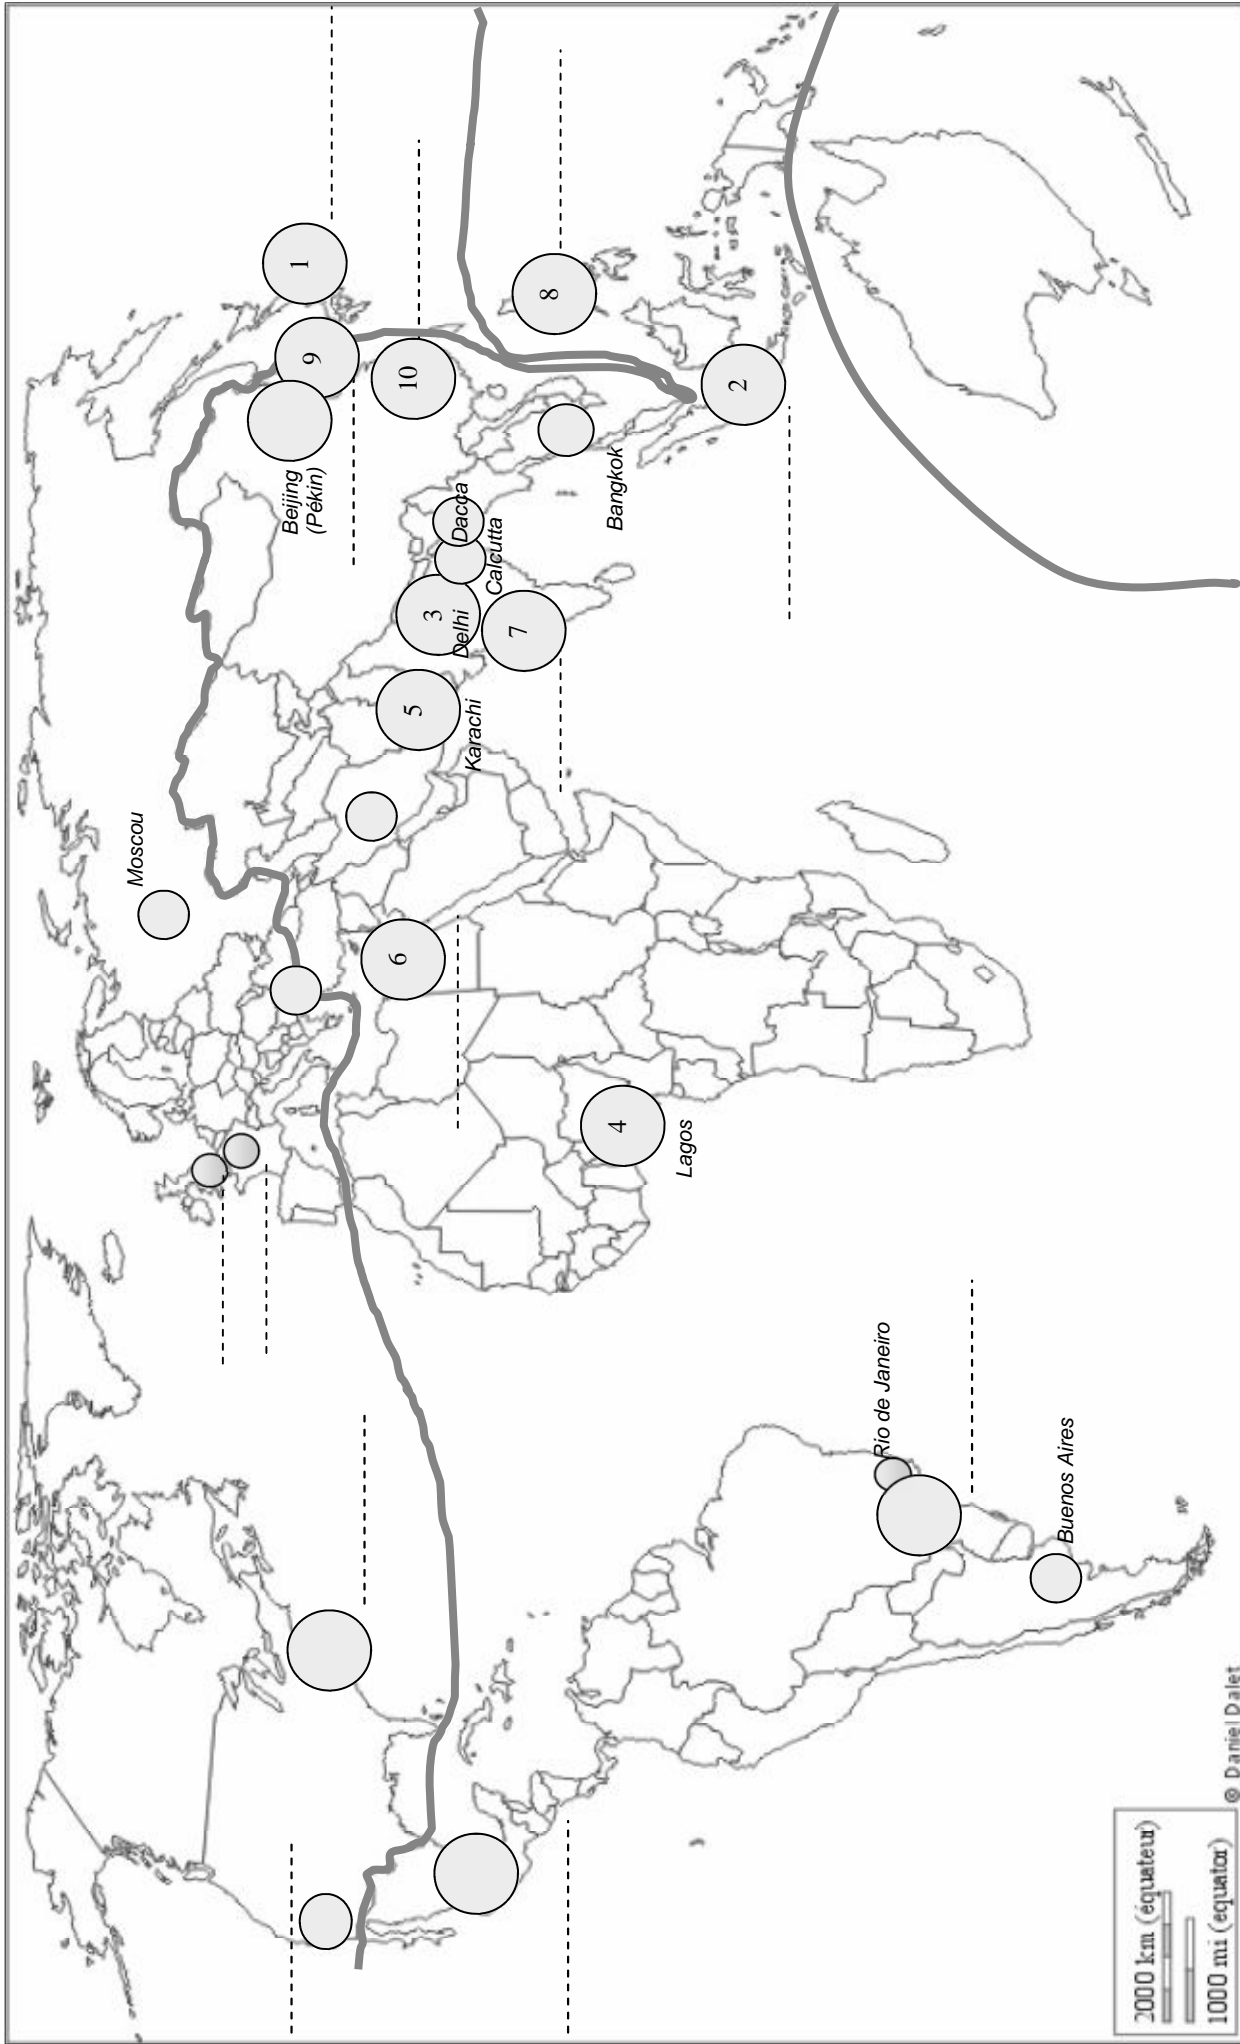 Moscou
1
9
Beijing
(Pékin)
10
8
2
Bangkok
Dacca
Calcutta
3
Delhi
7
5
Karachi
6
4
Lagos
Rio de Janeiro
Buenos Aires
2000 km (équateur)
1000 mi (equator)
© Daniel Dalet